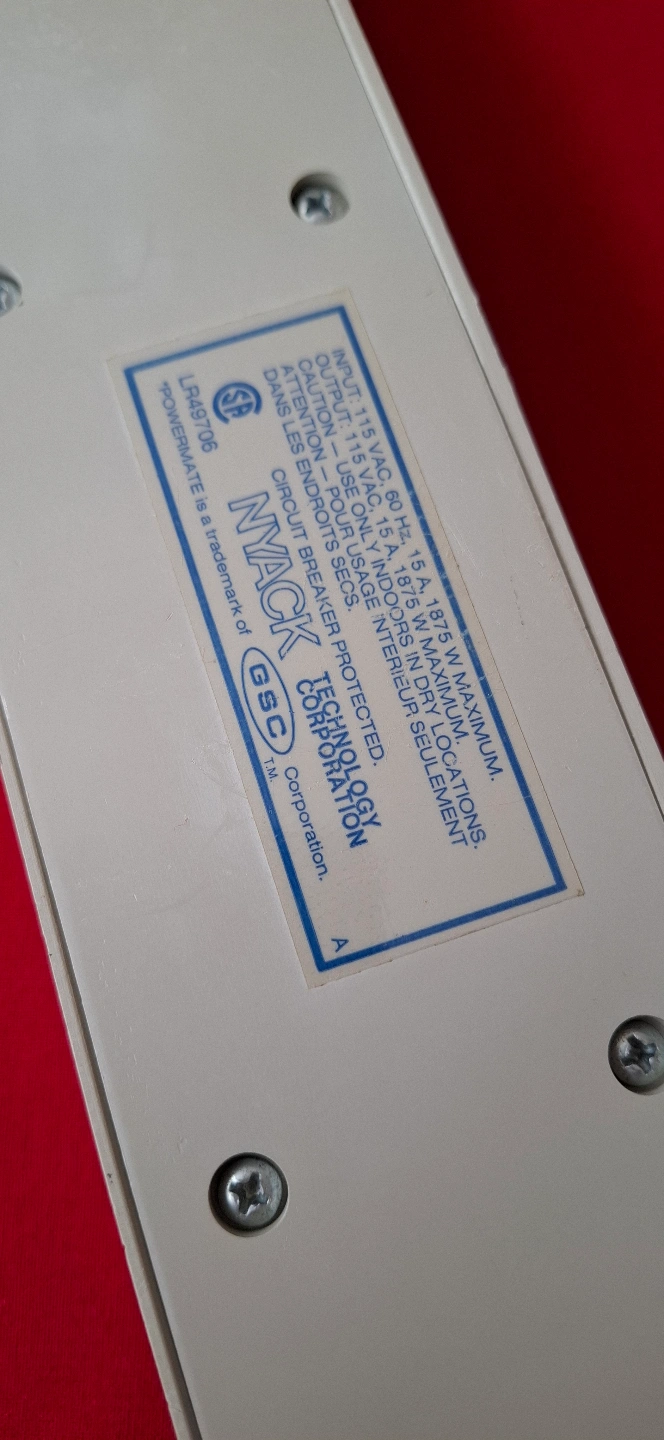 INPUT: 115 VAC, 60 Hz, 15 A, 1875 W MAXIMUM.
OUTPUT: 115 VAC, 15 A, 1875 W MAXIMUM.
CAUTION — USE ONLY INDOORS IN DRY LOCATIONS.
ATTENTION — POUR USAGE INTERIEUR SEULEMENT
DANS LES ENDROITS SECS.
CIRCUIT BREAKER PROTECTED.
SA
LR49706
NYACK TECHNOLOGY
CORPORATION
*POWERMATE is a trademark of GSC T.M. Corporation.
A